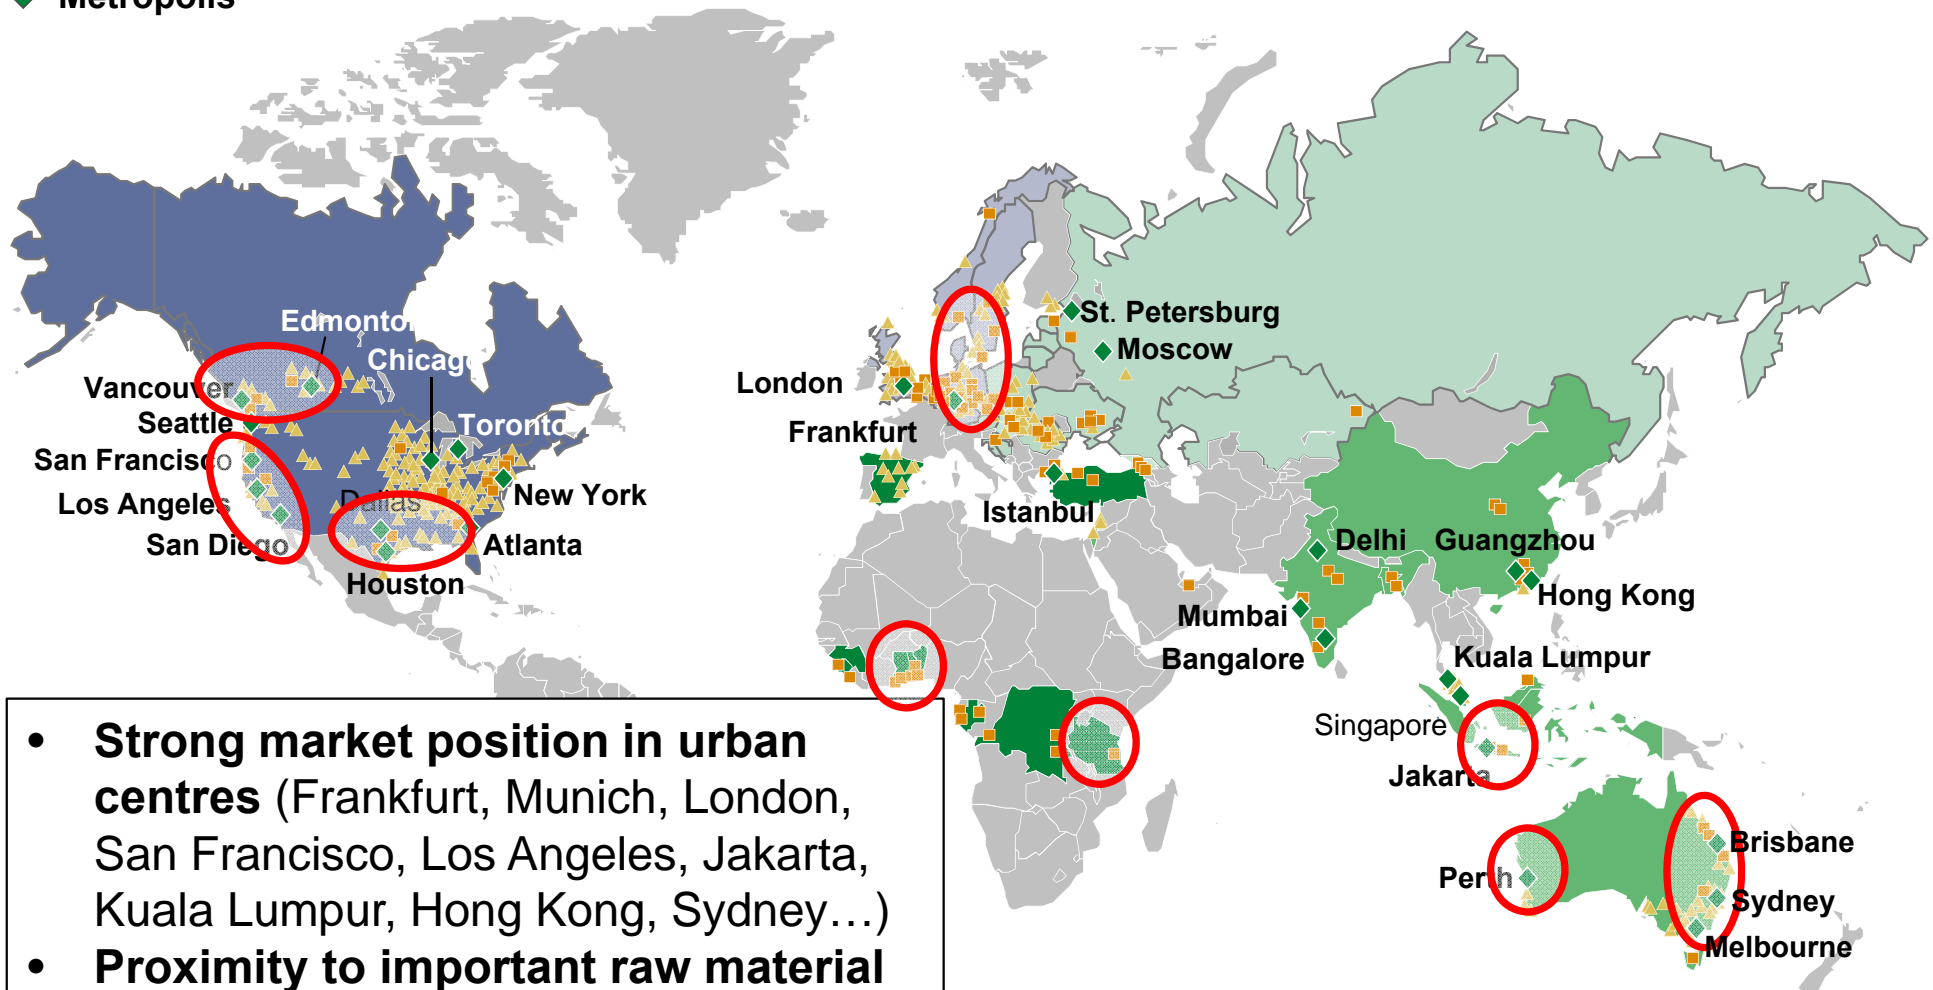 Metropolis
Edmonton
Chicago
Vancouver
Seattle
Toronto
San Francisco
Los Angeles
Dallas
New York
San Diego
Atlanta
Houston
London
Frankfurt
St. Petersburg
Moscow
Istanbul
Delhi
Guangzhou
Hong Kong
Mumbai
Bangalore
Kuala Lumpur
Singapore
Jakarta
Perth
Brisbane
Sydney
Melbourne
• Strong market position in urban
centres (Frankfurt, Munich, London,
San Francisco, Los Angeles, Jakarta,
Kuala Lumpur, Hong Kong, Sydney…)
• Proximity to important raw material